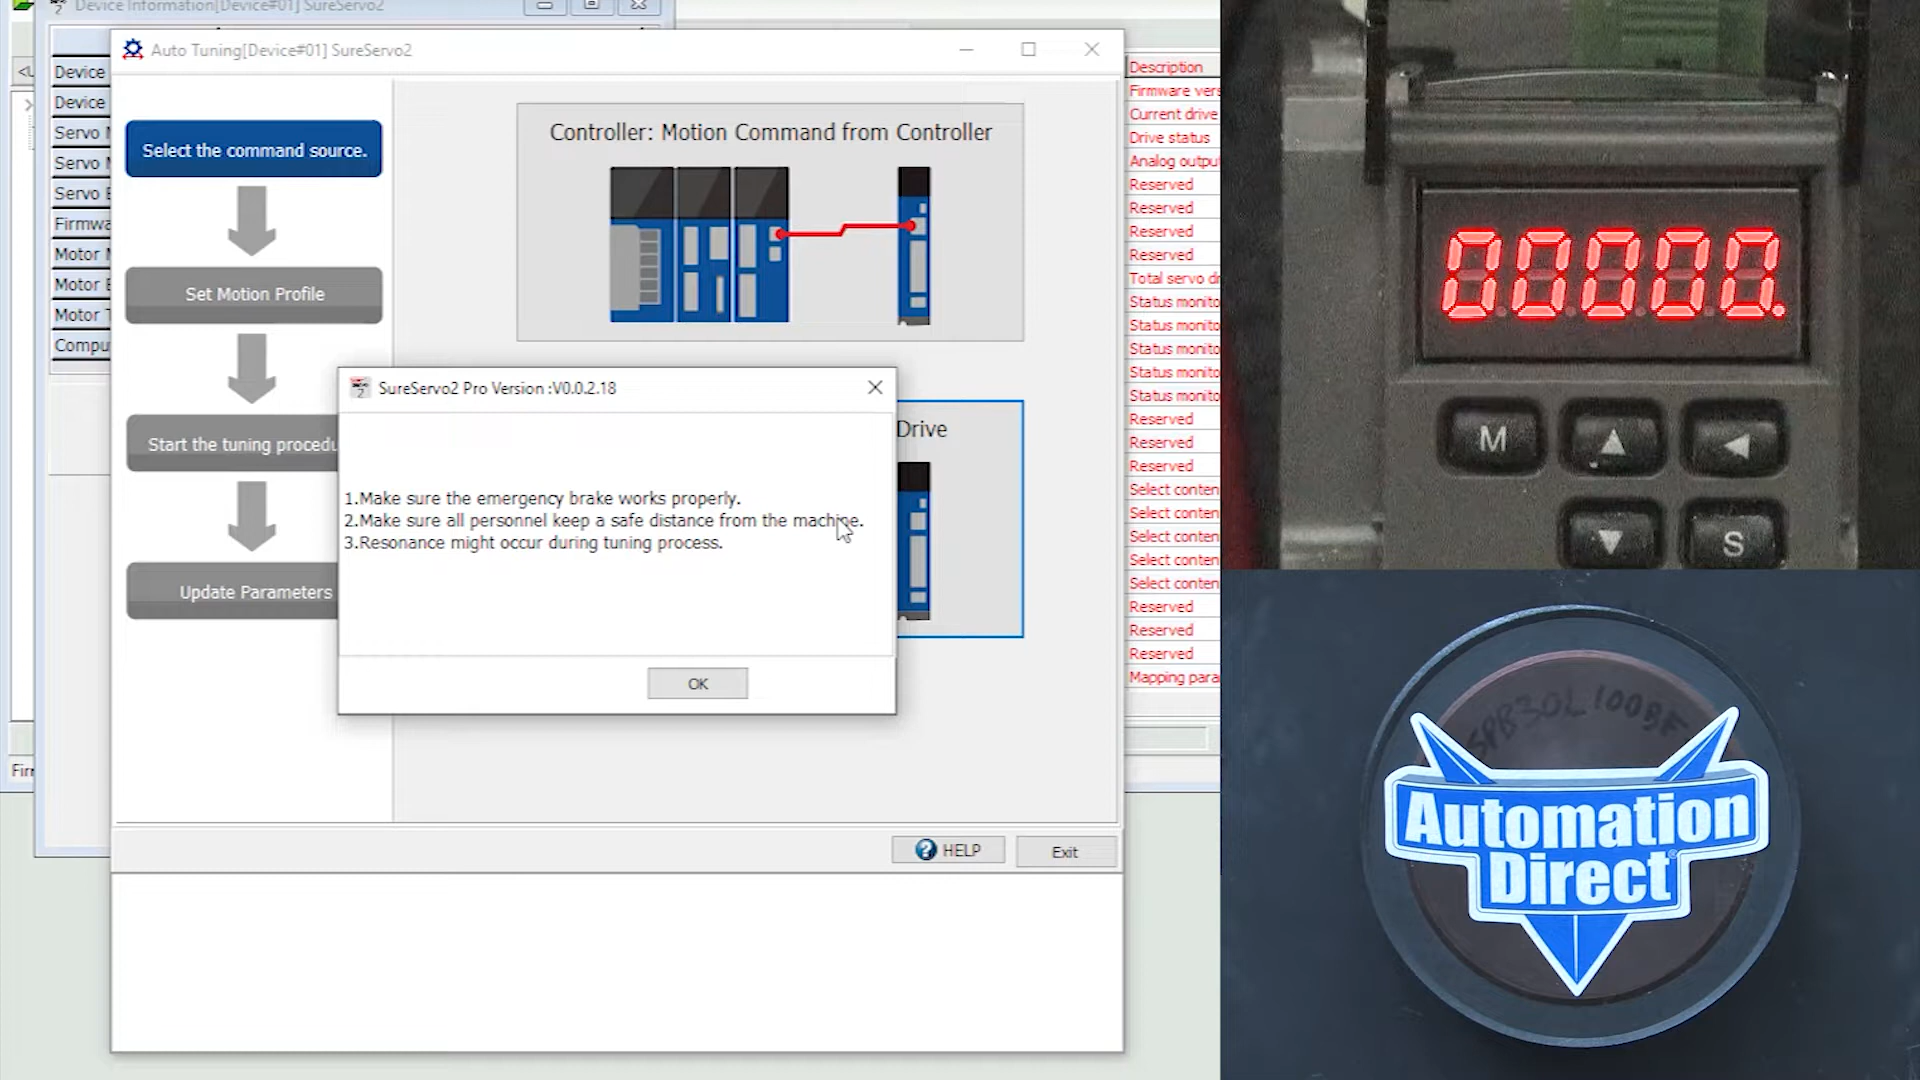 Device Information[Device#01] SureServo2
Auto Tuning[Device#01] SureServo2
Device
Device
Servo
Servo
Servo
Firmwa
Motor
Motor
Motor
Compu
Select the command source.
Set Motion Profile
Start the tuning procedu
Update Parameters
Controller: Motion Command from Controller
Drive
SureServo2 Pro Version :V0.0.2.18
1.Make sure the emergency brake works properly.
2.Make sure all personnel keep a safe distance from the machine.
3.Resonance might occur during tuning process.
OK
HELP
Exit
Description
Firmware vers
Current drive
Drive status
Analog output
Reserved
Reserved
Reserved
Reserved
Total servo dr
Status monito
Status monito
Status monito
Status monito
Status monito
Reserved
Reserved
Reserved
Select conten
Select conten
Select conten
Select conten
Select conten
Reserved
Reserved
Reserved
Mapping para
Firr
00000.
M
S
SPB30L100BF
Automation
Direct®